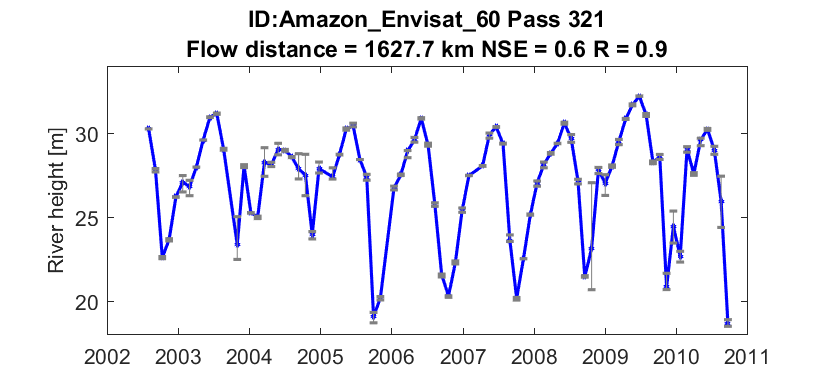 ID:Amazon_Envisat_60 Pass 321
Flow distance = 1627.7 km NSE = 0.6 R = 0.9
River height [m]
30
25
20
2002 2003 2004 2005 2006 2007 2008 2009 2010 2011